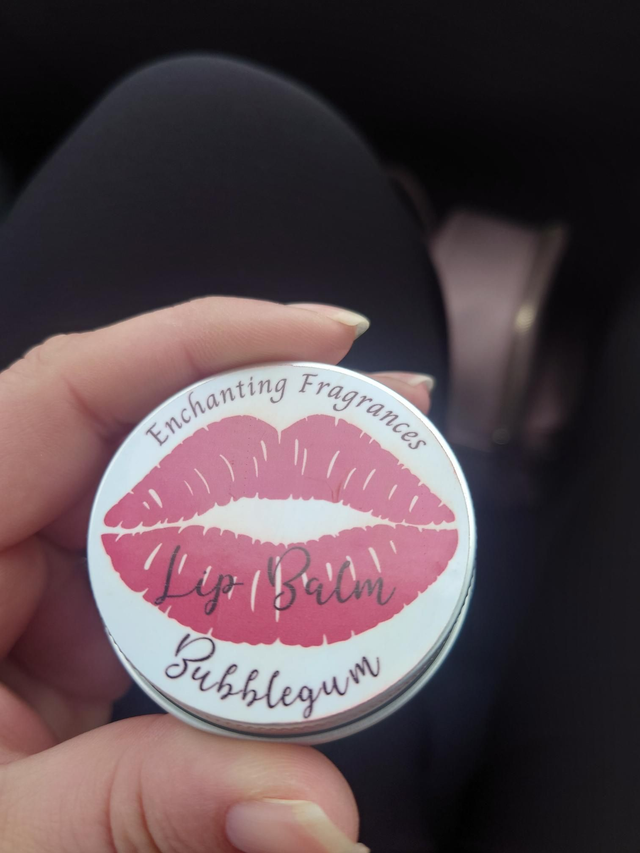 Enchanting Fragrances
Lip Balm
Bubblegum